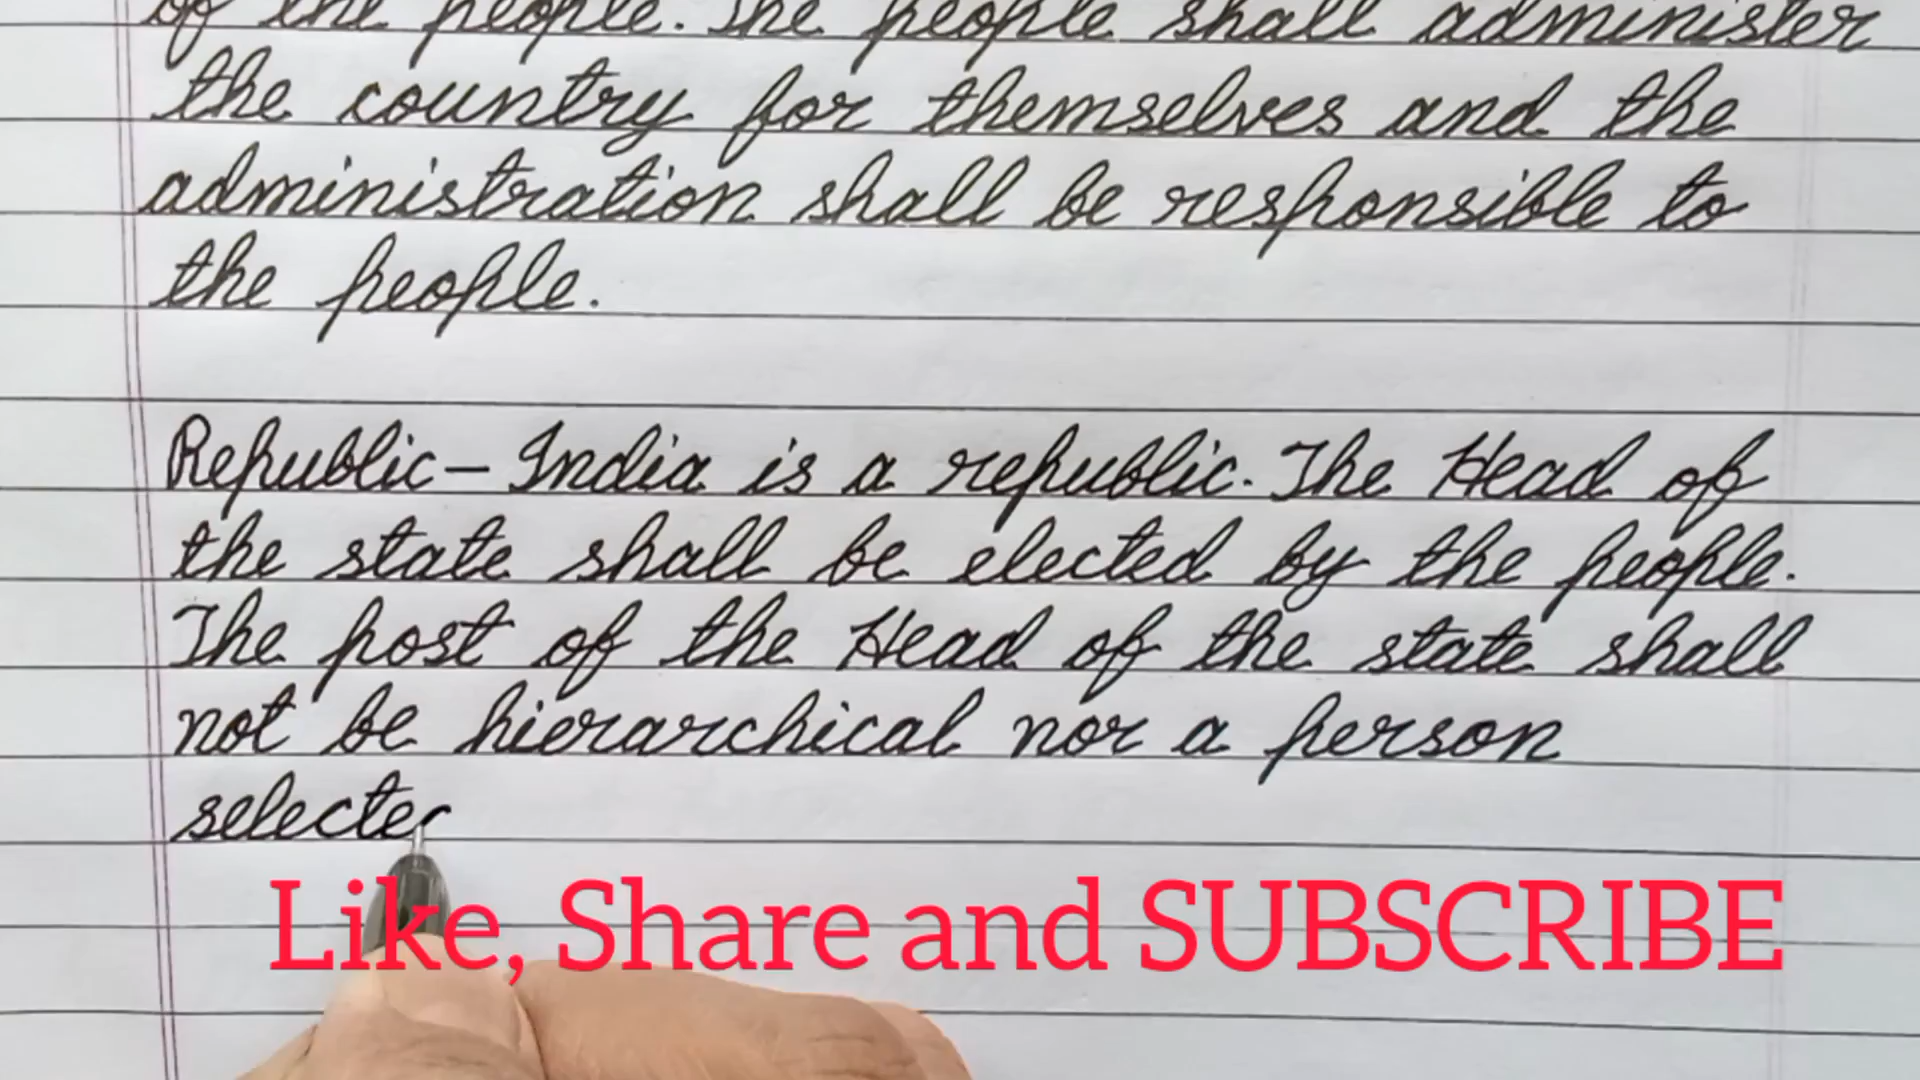 of the people. The people shall administer
the country for themselves and the
administration shall be responsible to
the people.
Republic – India is a republic. The Head of
the state shall be elected by the people.
The post of the Head of the state shall
not be hierarchical nor a person
selecte
Like, Share and SUBSCRIBE